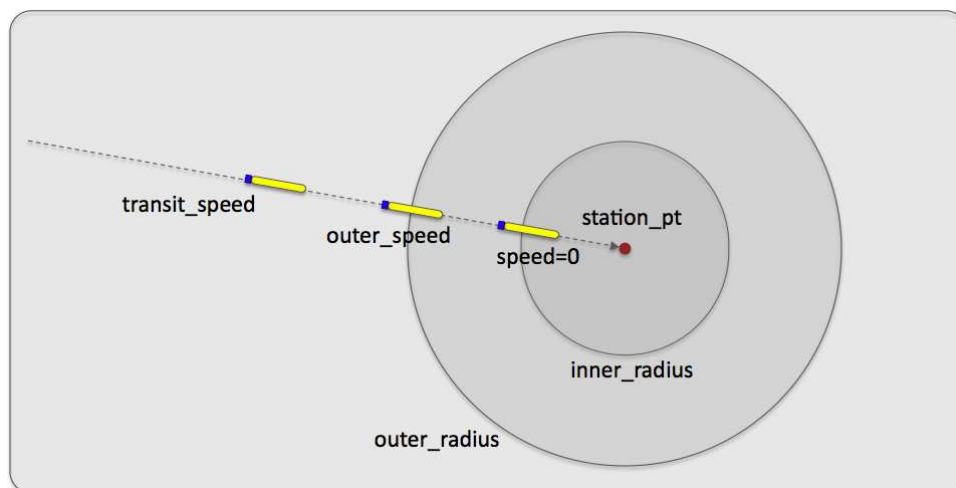 transit_speed
outer_speed
station_pt
speed=0
inner_radius
outer_radius